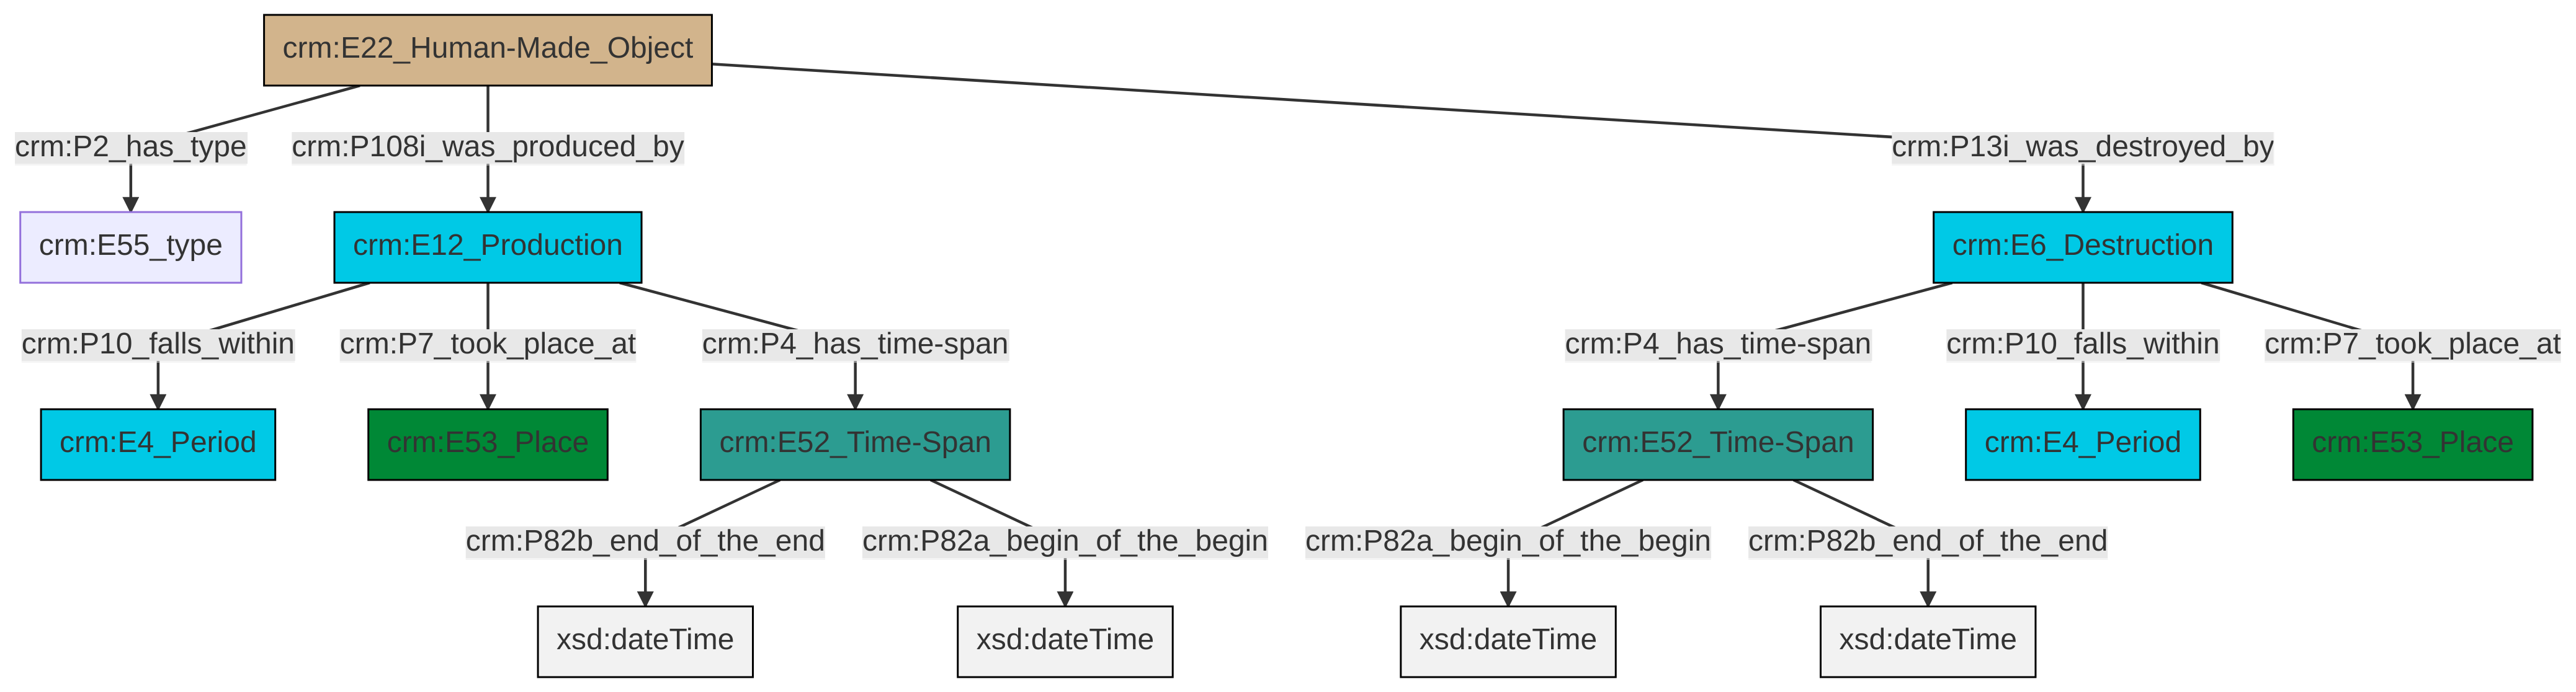 crm:E22_Human-Made_Object
crm:P2_has_type
crm:P108i_was_produced_by
crm:P13i_was_destroyed_by
crm:E55_type
crm:E12_Production
crm:E6_Destruction
crm:P10_falls_within
crm:P7_took_place_at
crm:P4_has_time-span
crm:P4_has_time-span
crm:P10_falls_within
crm:P7_took_place_at
crm:E4_Period
crm:E53_Place
crm:E52_Time-Span
crm:E52_Time-Span
crm:E4_Period
crm:E53_Place
crm:P82b_end_of_the_end
crm:P82a_begin_of_the_begin
crm:P82a_begin_of_the_begin
crm:P82b_end_of_the_end
xsd:dateTime
xsd:dateTime
xsd:dateTime
xsd:dateTime